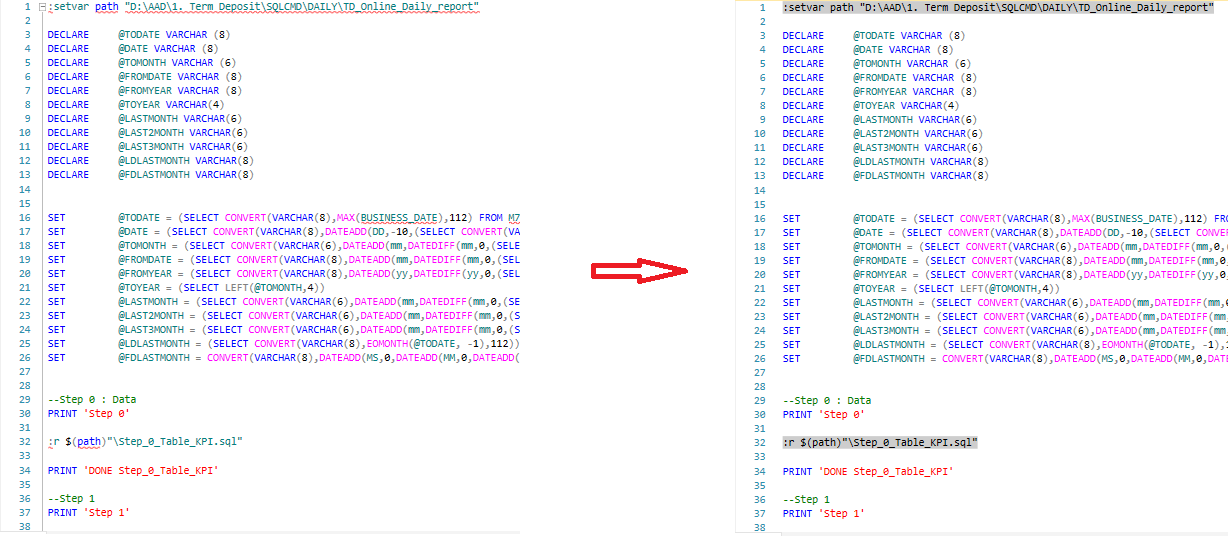 1 :setvar path "D:\AAD\1. Term Deposit\SQLCMD\DAILY\TD_Online_Daily_report"
2
3 DECLARE @TODATE VARCHAR (8)
4 DECLARE @DATE VARCHAR (8)
5 DECLARE @TOMONTH VARCHAR (6)
6 DECLARE @FROMDATE VARCHAR (8)
7 DECLARE @FROMYEAR VARCHAR (8)
8 DECLARE @TOYEAR VARCHAR(4)
9 DECLARE @LASTMONTH VARCHAR(6)
10 DECLARE @LAST2MONTH VARCHAR(6)
11 DECLARE @LAST3MONTH VARCHAR(6)
12 DECLARE @LDLASTMONTH VARCHAR(8)
13 DECLARE @FDLASTMONTH VARCHAR(8)
14
15
16 SET @TODATE = (SELECT CONVERT(VARCHAR(8),MAX(BUSINESS_DATE),112) FROM M7
17 SET @DATE = (SELECT CONVERT(VARCHAR(8),DATEADD(DD,-10,(SELECT CONVERT(VA
18 SET @TOMONTH = (SELECT CONVERT(VARCHAR(6),DATEADD(mm,DATEDIFF(mm,0,(SELE
19 SET @FROMDATE = (SELECT CONVERT(VARCHAR(8),DATEADD(mm,DATEDIFF(mm,0,(SEL
20 SET @FROMYEAR = (SELECT CONVERT(VARCHAR(8),DATEADD(yy,DATEDIFF(yy,0,(SEL
21 SET @TOYEAR = (SELECT LEFT(@TOMONTH,4))
22 SET @LASTMONTH = (SELECT CONVERT(VARCHAR(6),DATEADD(mm,DATEDIFF(mm,0,(SE
23 SET @LAST2MONTH = (SELECT CONVERT(VARCHAR(6),DATEADD(mm,DATEDIFF(mm,0,(S
24 SET @LAST3MONTH = (SELECT CONVERT(VARCHAR(6),DATEADD(mm,DATEDIFF(mm,0,(S
25 SET @LDLASTMONTH = (SELECT CONVERT(VARCHAR(8),EOMONTH(@TODATE, -1),112))
26 SET @FDLASTMONTH = CONVERT(VARCHAR(8),DATEADD(MS,0,DATEADD(MM,0,DATEADD(
27
28
29 --Step 0 : Data
30 PRINT 'Step 0'
31
32 :r $(path)"\Step_0_Table_KPI.sql"
33
34 PRINT 'DONE Step_0_Table_KPI'
35
36 --Step 1
37 PRINT 'Step 1'
38
1 :setvar path "D:\AAD\1. Term Deposit\SQLCMD\DAILY\TD_Online_Daily_report"
2
3 DECLARE @TODATE VARCHAR (8)
4 DECLARE @DATE VARCHAR (8)
5 DECLARE @TOMONTH VARCHAR (6)
6 DECLARE @FROMDATE VARCHAR (8)
7 DECLARE @FROMYEAR VARCHAR (8)
8 DECLARE @TOYEAR VARCHAR(4)
9 DECLARE @LASTMONTH VARCHAR(6)
10 DECLARE @LAST2MONTH VARCHAR(6)
11 DECLARE @LAST3MONTH VARCHAR(6)
12 DECLARE @LDLASTMONTH VARCHAR(8)
13 DECLARE @FDLASTMONTH VARCHAR(8)
14
15
16 SET @TODATE = (SELECT CONVERT(VARCHAR(8),MAX(BUSINESS_DATE),112) FRO
17 SET @DATE = (SELECT CONVERT(VARCHAR(8),DATEADD(DD,-10,(SELECT CONVER
18 SET @TOMONTH = (SELECT CONVERT(VARCHAR(6),DATEADD(mm,DATEDIFF(mm,0,(
19 SET @FROMDATE = (SELECT CONVERT(VARCHAR(8),DATEADD(mm,DATEDIFF(mm,0,
20 SET @FROMYEAR = (SELECT CONVERT(VARCHAR(8),DATEADD(yy,DATEDIFF(yy,0,
21 SET @TOYEAR = (SELECT LEFT(@TOMONTH,4))
22 SET @LASTMONTH = (SELECT CONVERT(VARCHAR(6),DATEADD(mm,DATEDIFF(mm,0
23 SET @LAST2MONTH = (SELECT CONVERT(VARCHAR(6),DATEADD(mm,DATEDIFF(mm,
24 SET @LAST3MONTH = (SELECT CONVERT(VARCHAR(6),DATEADD(mm,DATEDIFF(mm,
25 SET @LDLASTMONTH = (SELECT CONVERT(VARCHAR(8),EOMONTH(@TODATE, -1),1
26 SET @FDLASTMONTH = CONVERT(VARCHAR(8),DATEADD(MS,0,DATEADD(MM,0,DATE
27
28
29 --Step 0 : Data
30 PRINT 'Step 0'
31
32 :r $(path)"\Step_0_Table_KPI.sql"
33
34 PRINT 'DONE Step_0_Table_KPI'
35
36 --Step 1
37 PRINT 'Step 1'
38